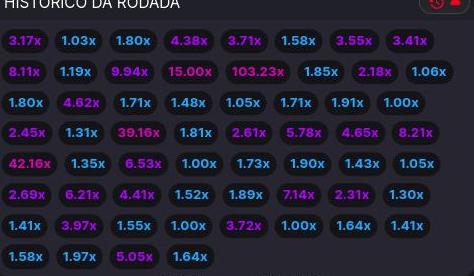 HISTÓRICO DA RODADA
3.17x 1.03x 1.80x 4.38x 3.71x 1.58x 3.55x 3.41x
8.11x 1.19x 9.94x 15.00x 103.23x 1.85x 2.18x 1.06x
1.80x 4.62x 1.71x 1.48x 1.05x 1.71x 1.91x 1.00x
2.45x 1.31x 39.16x 1.81x 2.61x 5.78x 4.65x 8.21x
42.16x 1.35x 6.53x 1.00x 1.73x 1.90x 1.43x 1.05x
2.69x 6.21x 4.41x 1.52x 1.89x 7.14x 2.31x 1.30x
1.41x 3.97x 1.55x 1.00x 3.72x 1.00x 1.64x 1.41x
1.58x 1.97x 5.05x 1.64x